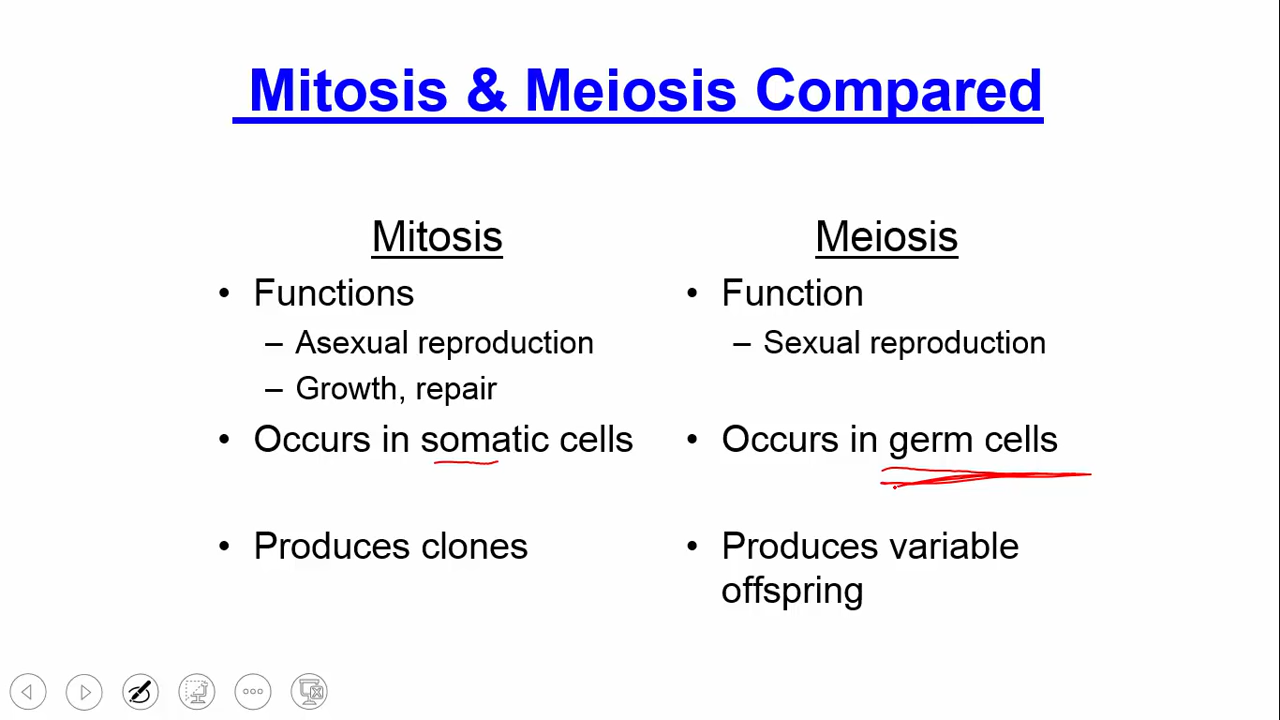 Mitosis & Meiosis Compared
Mitosis
• Functions
– Asexual reproduction
– Growth, repair
• Occurs in somatic cells
• Produces clones
Meiosis
• Function
– Sexual reproduction
• Occurs in germ cells
• Produces variable
offspring